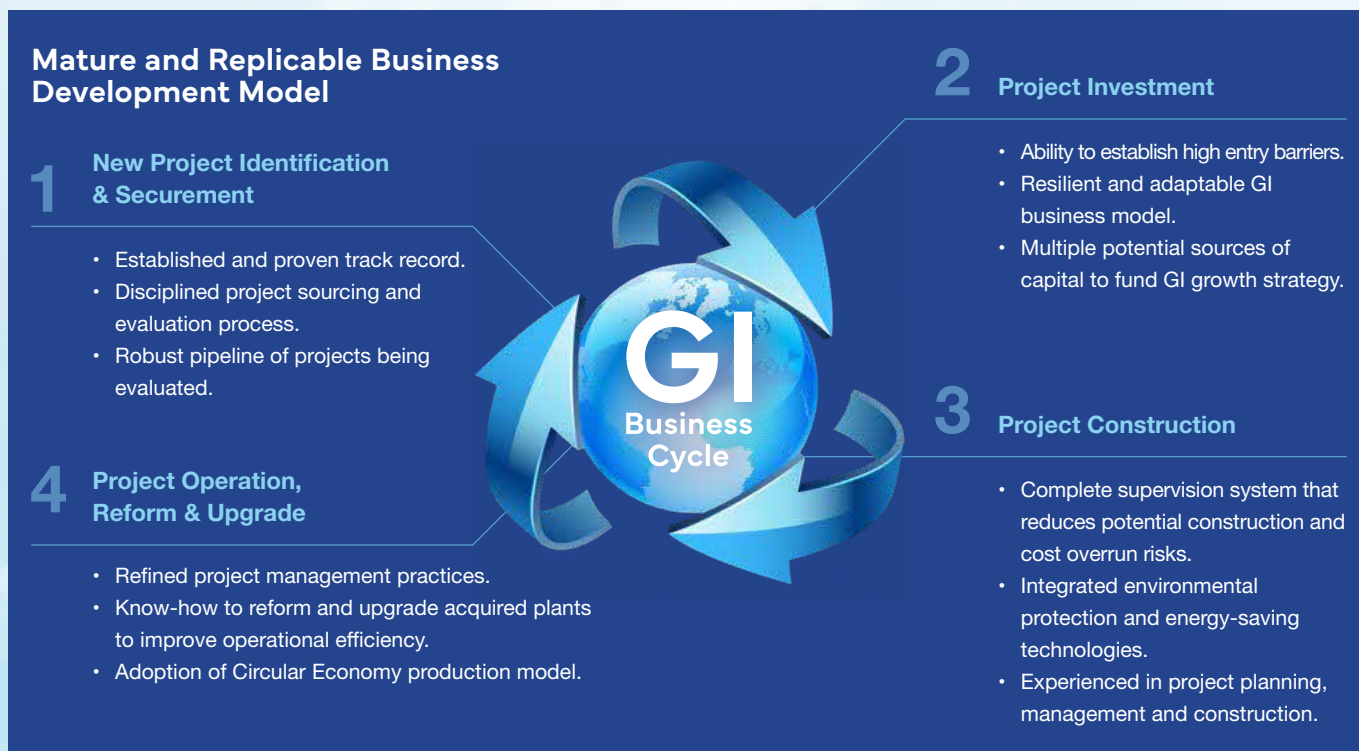 Mature and Replicable Business
Development Model
1
New Project Identification
& Securement
• Established and proven track record.
• Disciplined project sourcing and
evaluation process.
• Robust pipeline of projects being
evaluated.
2
Project Investment
• Ability to establish high entry barriers.
• Resilient and adaptable GI
business model.
• Multiple potential sources of
capital to fund GI growth strategy.
GI
Business
Cycle
3
Project Construction
• Complete supervision system that
reduces potential construction and
cost overrun risks.
• Integrated environmental
protection and energy-saving
technologies.
• Experienced in project planning,
management and construction.
4
Project Operation,
Reform & Upgrade
• Refined project management practices.
• Know-how to reform and upgrade acquired plants
to improve operational efficiency.
• Adoption of Circular Economy production model.